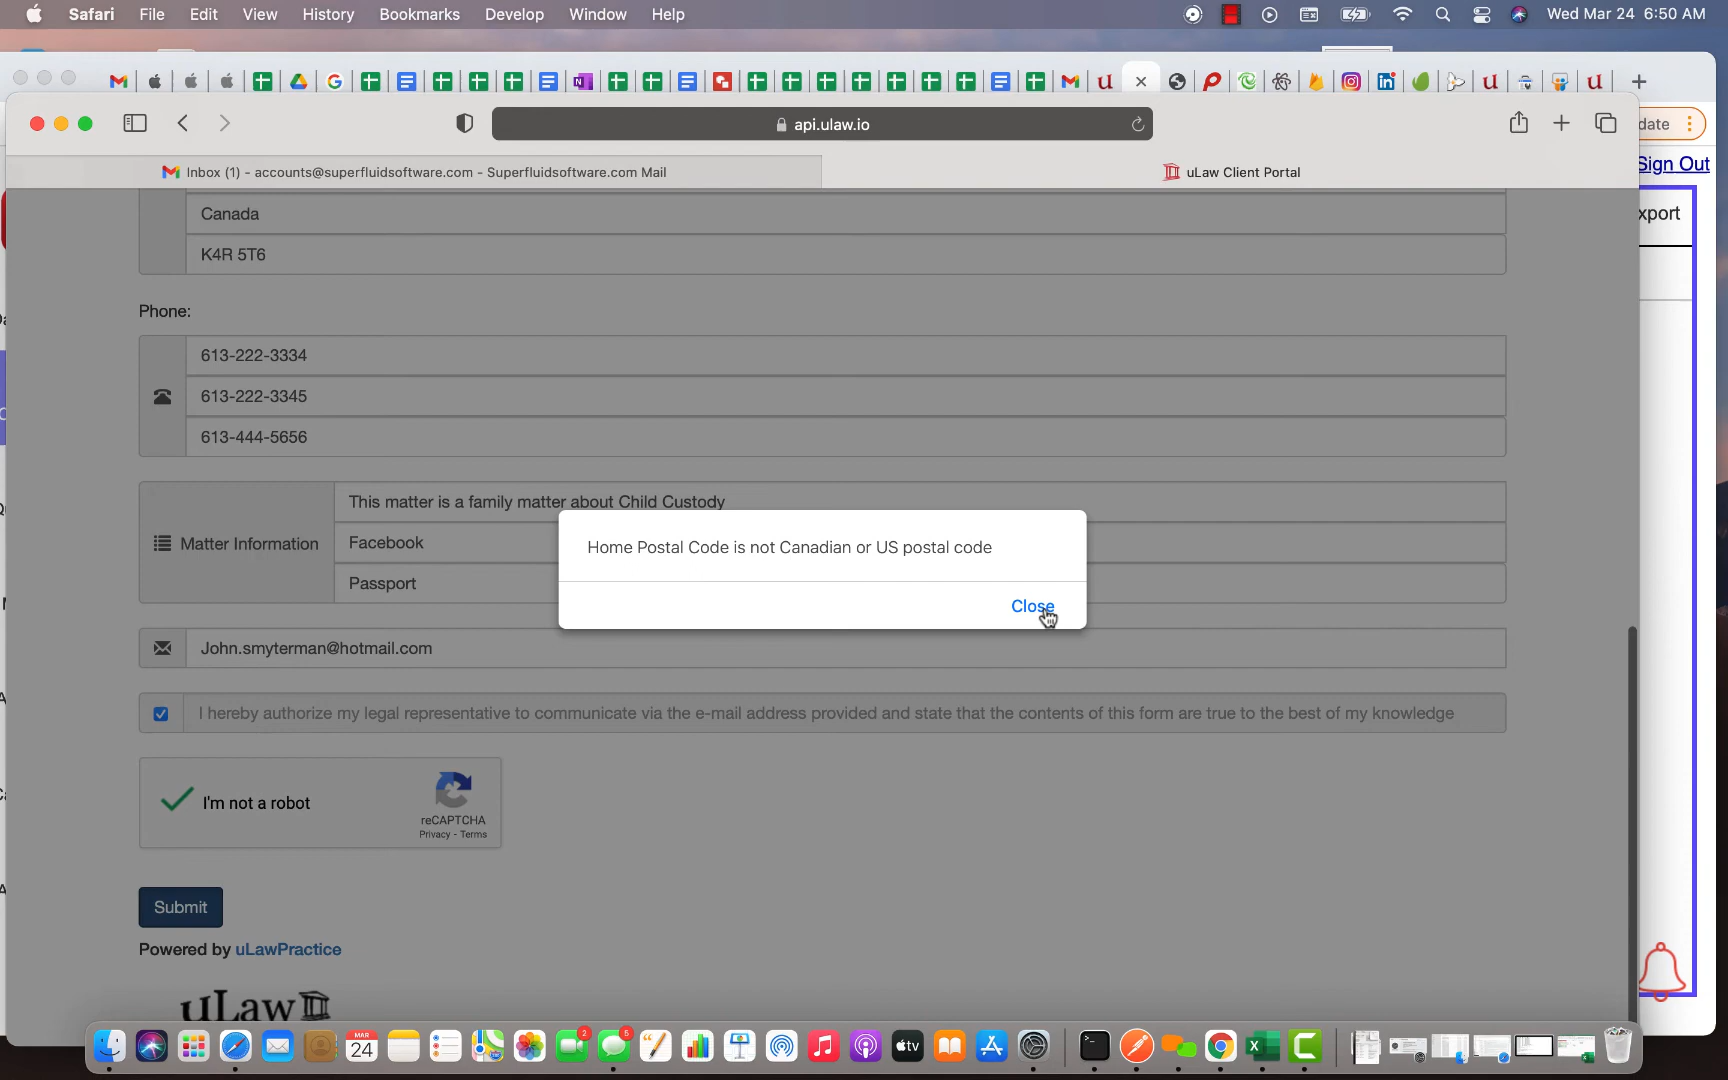 Safari File Edit View History Bookmarks Develop Window Help Wed Mar 24 6:50 AM
api.ulaw.io
date
Inbox (1) - accounts@superfluidsoftware.com - Superfluidsoftware.com Mail
uLaw Client Portal
Sign Out
xport
Canada
K4R 5T6
Phone:
613-222-3334
613-222-3345
613-444-5656
Matter Information
This matter is a family matter about Child Custody
Facebook
Passport
Home Postal Code is not Canadian or US postal code
Close
John.smyterman@hotmail.com
I hereby authorize my legal representative to communicate via the e-mail address provided and state that the contents of this form are true to the best of my knowledge
I'm not a robot
reCAPTCHA
Privacy - Terms
Submit
Powered by uLawPractice
uLaw
MAR
24
2
5
tv